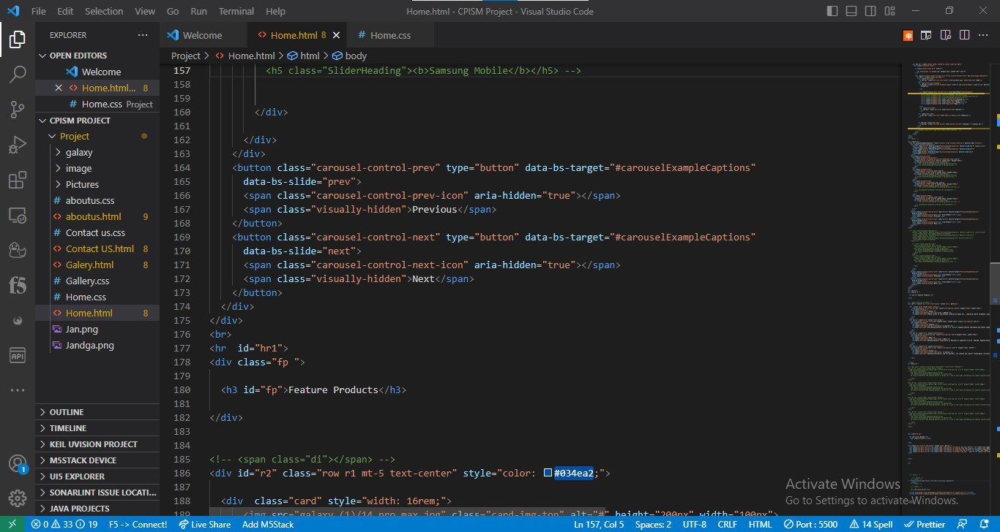 File Edit Selection View Go Run Terminal Help
Home.html - CPISM Project - Visual Studio Code
EXPLORER
OPEN EDITORS
Welcome
Home.html... 8
Home.css Project
CPISM PROJECT
Project
galaxy
image
Pictures
aboutus.css
aboutus.html 9
Contact us.css
Contact US.html 8
Galery.html 8
Gallery.css
Home.css
Home.html 8
Jan.png
Jandga.png
OUTLINE
TIMELINE
KEIL UVISION PROJECT
M5STACK DEVICE
UI5 EXPLORER
SONARLINT ISSUE LOCATI...
JAVA PROJECTS
f5
API
1
Welcome Home.html 8 Home.css
Project > Home.html > html > body
157 <h5 class="SliderHeading"><b>Samsung Mobile</b></h5> -->
158
159
160 </div>
161
162 </div>
163 </div>
164 <button class="carousel-control-prev" type="button" data-bs-target="#carouselExampleCaptions"
165 data-bs-slide="prev">
166 <span class="carousel-control-prev-icon" aria-hidden="true"></span>
167 <span class="visually-hidden">Previous</span>
168 </button>
169 <button class="carousel-control-next" type="button" data-bs-target="#carouselExampleCaptions"
170 data-bs-slide="next">
171 <span class="carousel-control-next-icon" aria-hidden="true"></span>
172 <span class="visually-hidden">Next</span>
173 </button>
174 </div>
175 </div>
176 <br>
177 <hr  id="hr1">
178 <div class="fp ">
179
180 <h3 id="fp">Feature Products</h3>
181
182 </div>
183
184
185 <!-- <span class="di"></span> -->
186 <div id="r2" class="row r1 mt-5 text-center" style="color: #034ea2;">
187
188 <div  class="card" style="width: 16rem;">
189 <img src="galaxy (1)/14 pro max.jpg" class="card-img-top" alt="#" height="200px" width="100px">
Activate Windows
Go to Settings to activate Windows.
0 33 19 F5 -> Connect! Live Share Add M5Stack
Ln 157, Col 5 Spaces: 2 UTF-8 CRLF HTML Port : 5500 14 Spell Prettier